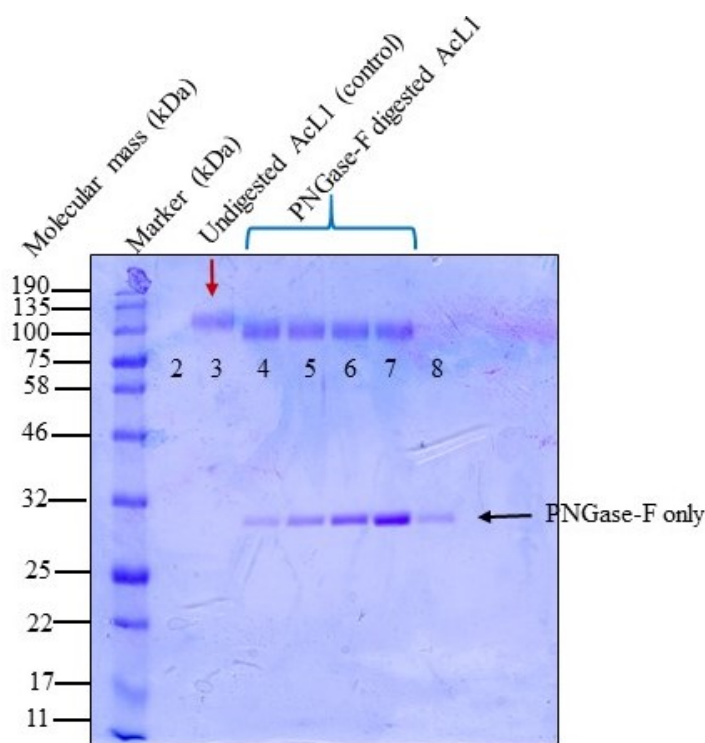 Molecular mass (kDa)
Marker (kDa)
Undigested AcL1 (control)
PNGase-F digested AcL1
190
135
100
75
58
46
32
25
22
17
11
2 3 4 5 6 7 8
PNGase-F only